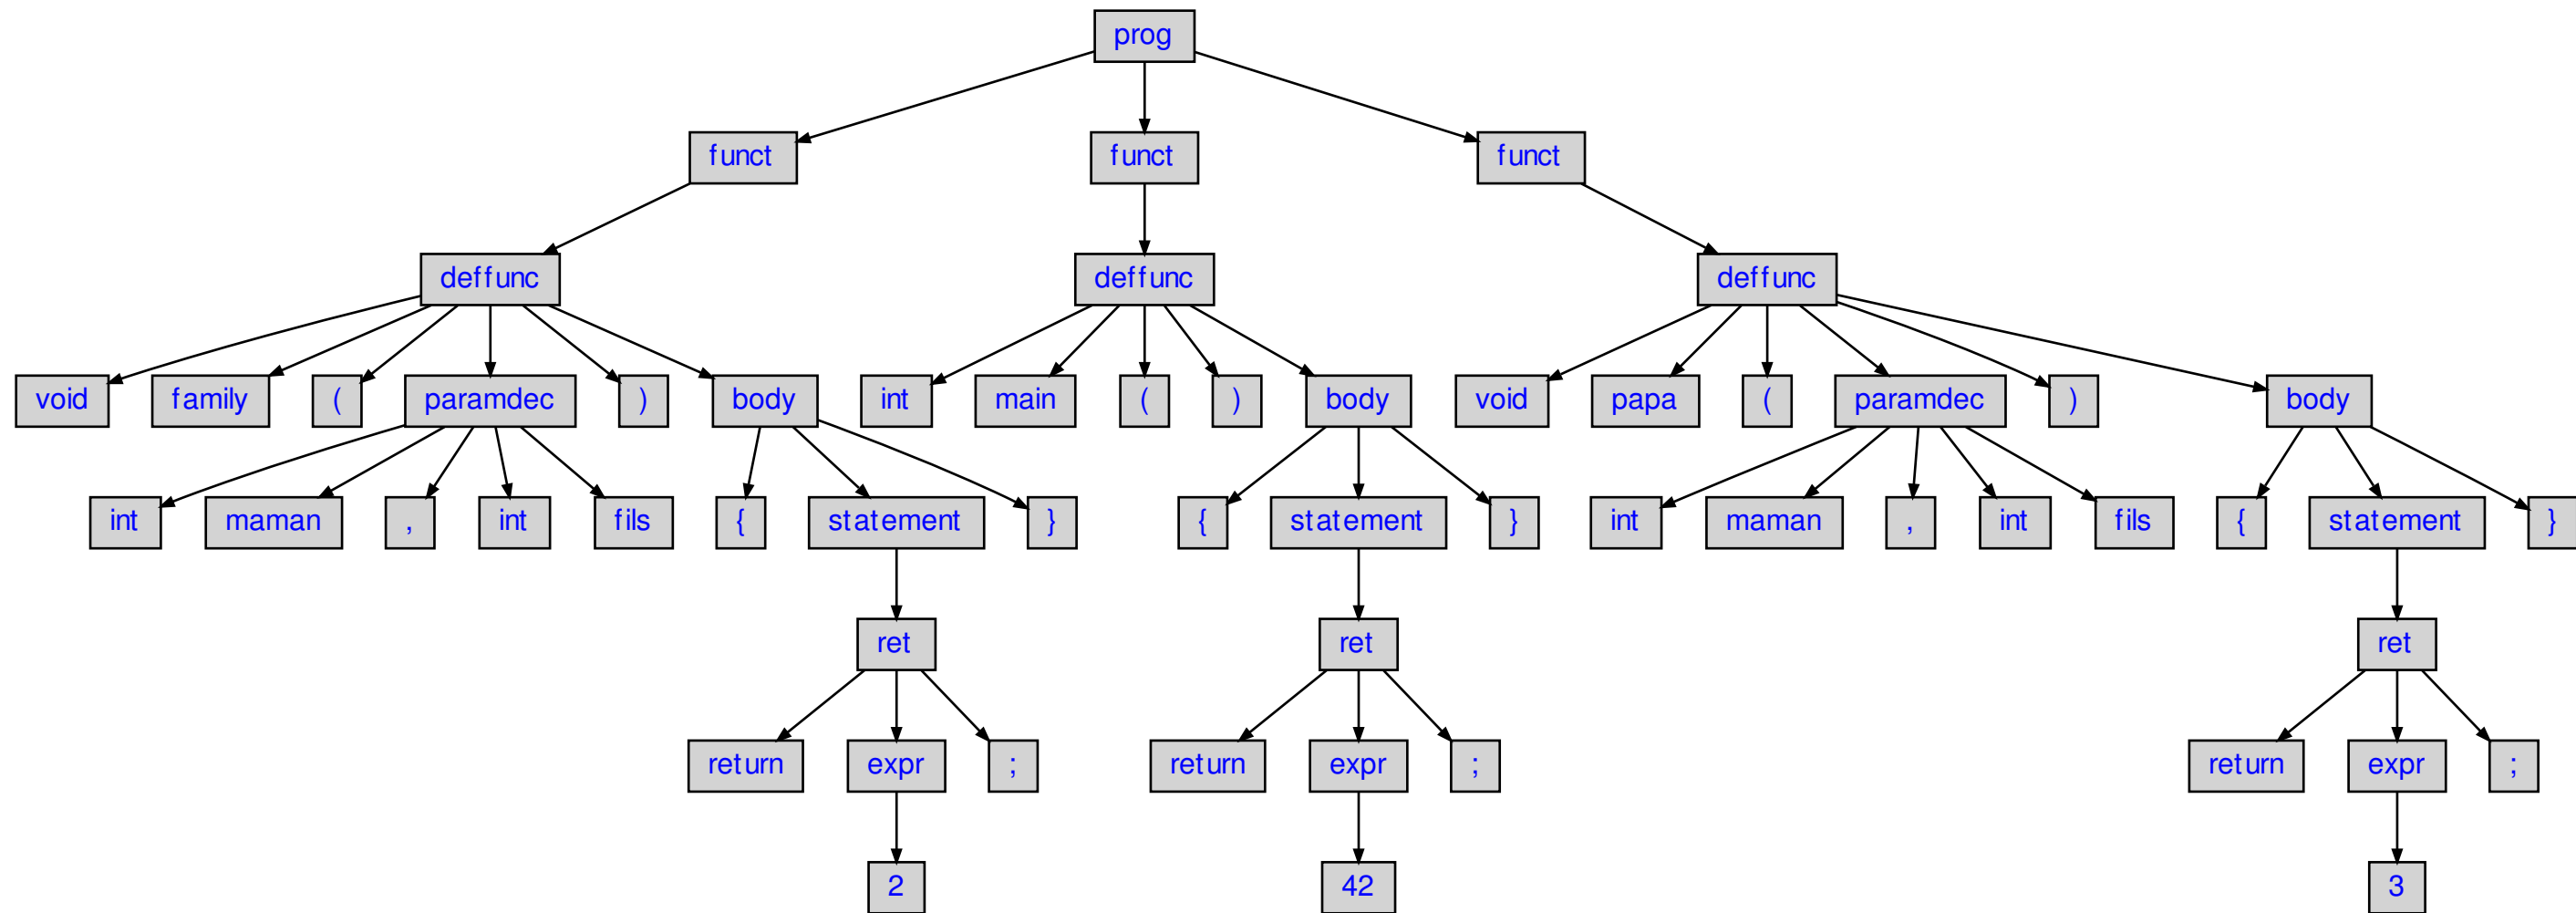 prog
funct funct funct
deffunc deffunc deffunc
void family ( paramdec ) body int main ( ) body void papa ( paramdec ) body
int maman , int fils { statement } { statement } int maman , int fils { statement }
ret ret ret
return expr ; return expr ; return expr ;
2 42 3